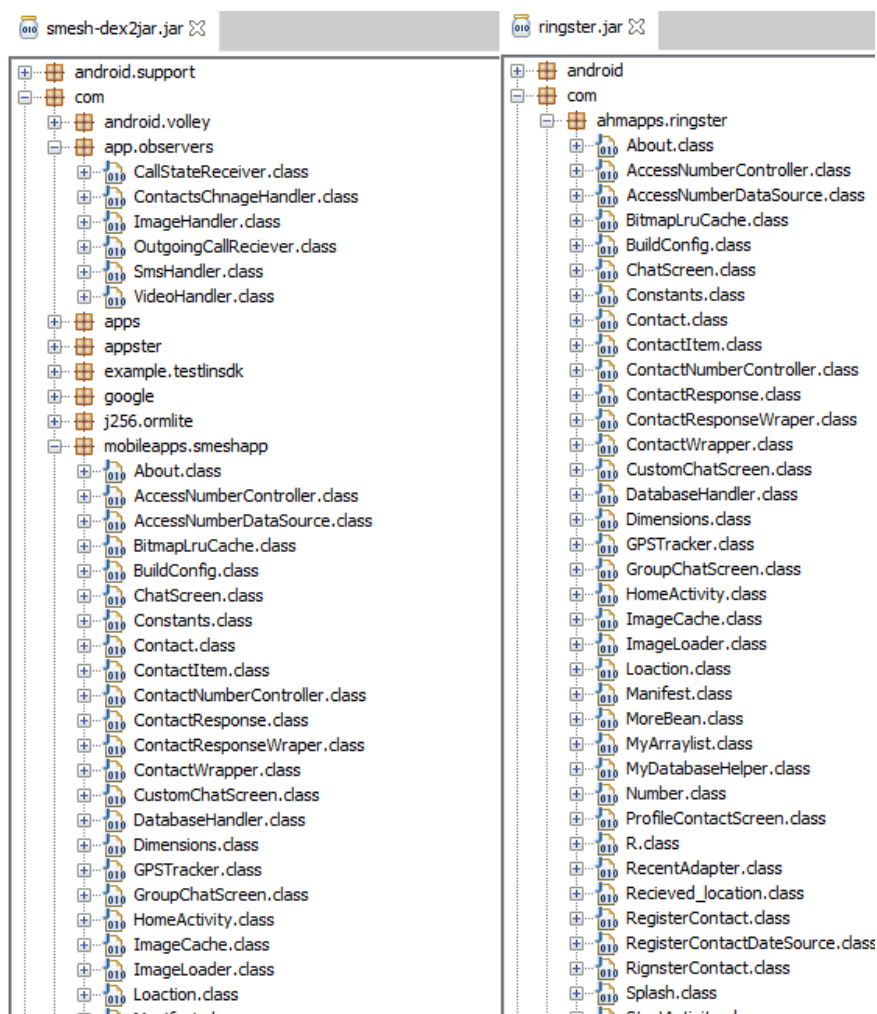 smesh-dex2jar.jar
android.support
com
android.volley
app.observers
CallStateReceiver.class
ContactsChnageHandler.class
ImageHandler.class
OutgoingCallReciever.class
SmsHandler.class
VideoHandler.class
apps
appster
example.testlinsdk
google
j256.ormlite
mobileapps.smeshapp
About.class
AccessNumberController.class
AccessNumberDataSource.class
BitmapLruCache.class
BuildConfig.class
ChatScreen.class
Constants.class
Contact.class
ContactItem.class
ContactNumberController.class
ContactResponse.class
ContactResponseWraper.class
ContactWrapper.class
CustomChatScreen.class
DatabaseHandler.class
Dimensions.class
GPSTracker.class
GroupChatScreen.class
HomeActivity.class
ImageCache.class
ImageLoader.class
Loaction.class
ringster.jar
android
com
ahmapps.ringster
About.class
AccessNumberController.class
AccessNumberDataSource.class
BitmapLruCache.class
BuildConfig.class
ChatScreen.class
Constants.class
Contact.class
ContactItem.class
ContactNumberController.class
ContactResponse.class
ContactResponseWraper.class
ContactWrapper.class
CustomChatScreen.class
DatabaseHandler.class
Dimensions.class
GPSTracker.class
GroupChatScreen.class
HomeActivity.class
ImageCache.class
ImageLoader.class
Loaction.class
Manifest.class
MoreBean.class
MyArraylist.class
MyDatabaseHelper.class
Number.class
ProfileContactScreen.class
R.class
RecentAdapter.class
Recieved_location.class
RegisterContact.class
RegisterContactDateSource.class
RignsterContact.class
Splash.class